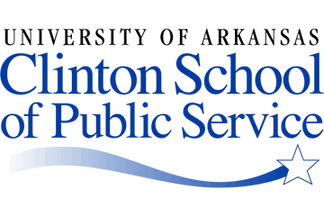 UNIVERSITY OF ARKANSAS
Clinton School
of Public Service